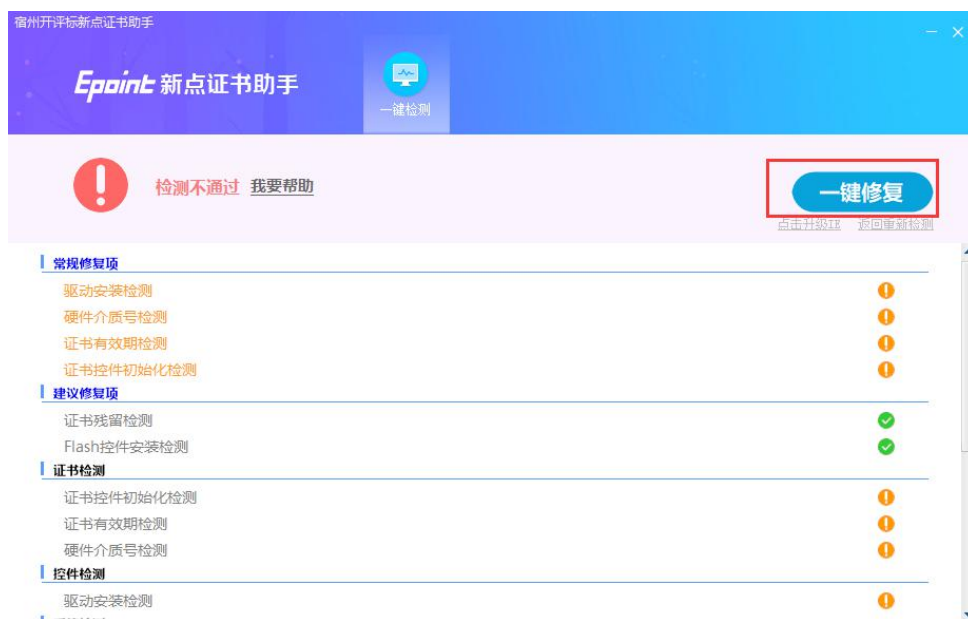 宿州开评标新点证书助手
Epoint 新点证书助手
一键检测
检测不通过 我要帮助
一键修复
点击升级IE 返回重新检测
常规修复项
驱动安装检测
硬件介质号检测
证书有效期检测
证书控件初始化检测
建议修复项
证书残留检测
Flash控件安装检测
证书检测
证书控件初始化检测
证书有效期检测
硬件介质号检测
控件检测
驱动安装检测